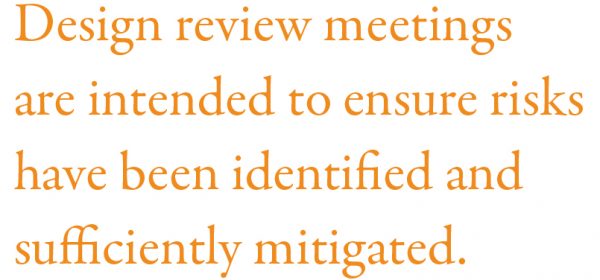 Design review meetings
are intended to ensure risks
have been identified and
sufficiently mitigated.